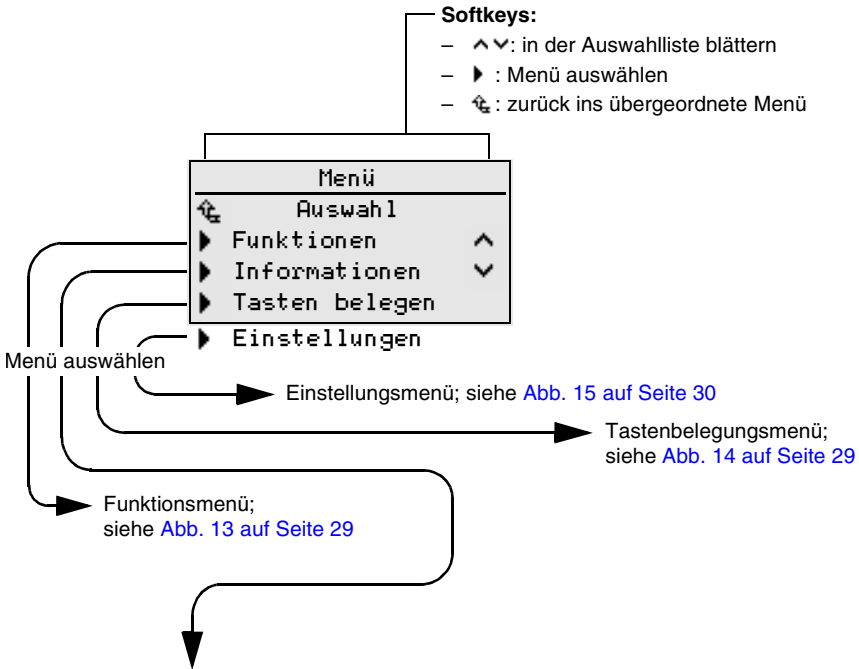 Softkeys:
– ∧∨: in der Auswahlliste blättern
– ▶ : Menü auswählen
– : zurück ins übergeordnete Menü
Menü
Auswahl
▶ Funktionen ∧
▶ Informationen ∨
▶ Tasten belegen
▶ Einstellungen
Menü auswählen
Einstellungsmenü; siehe Abb. 15 auf Seite 30
Tastenbelegungsmenü;
siehe Abb. 14 auf Seite 29
Funktionsmenü;
siehe Abb. 13 auf Seite 29